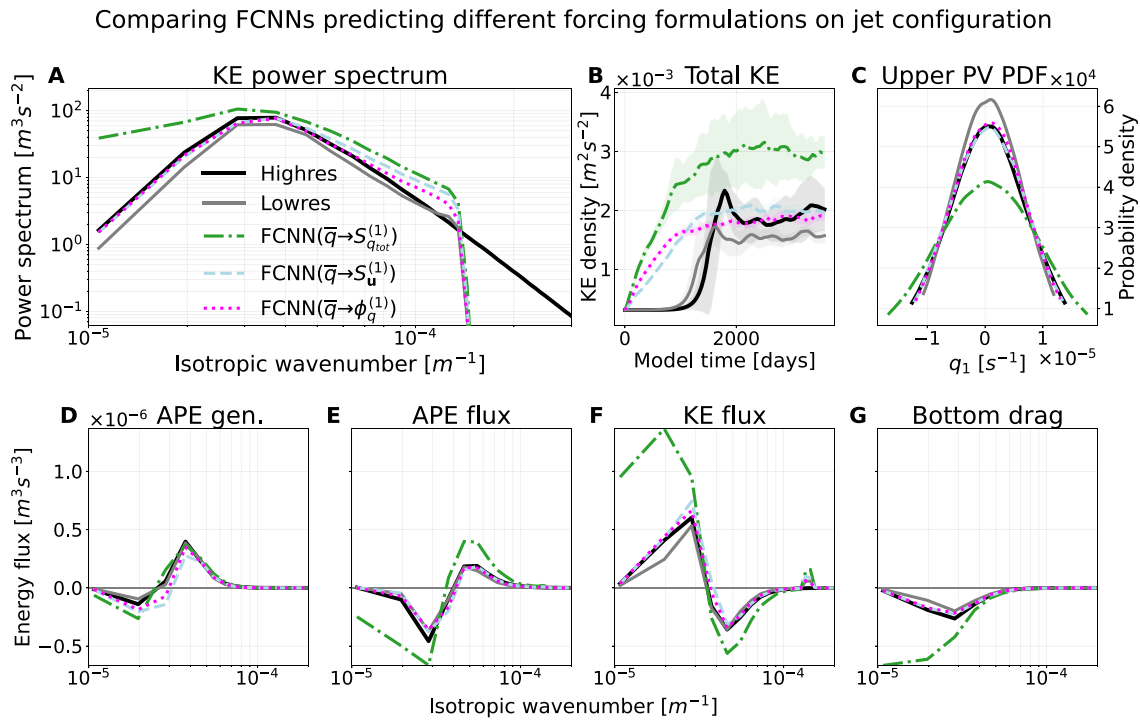 Comparing FCNNs predicting different forcing formulations on jet configuration
A KE power spectrum
Power spectrum [m³s⁻²]
10²
10¹
10⁰
10⁻¹
Highres
Lowres
FCNN(q̅→S_{q_{tot}}^{(1)})
FCNN(q̅→S_𝐮^{(1)})
FCNN(q̅→ϕ_q^{(1)})
10⁻⁵ 10⁻⁴
Isotropic wavenumber [m⁻¹]
B ×10⁻³ Total KE
KE density [m²s⁻²]
4
3
2
1
0
0 2000
Model time [days]
C Upper PV PDF ×10⁴
6
5
4
3
2
1
Probability density
−1 0 1
q₁ [s⁻¹] ×10⁻⁵
D ×10⁻⁶ APE gen.
Energy flux [m³s⁻³]
1.0
0.5
0.0
−0.5
10⁻⁵ 10⁻⁴
E APE flux
10⁻⁵ 10⁻⁴
F KE flux
10⁻⁵ 10⁻⁴
G Bottom drag
10⁻⁵ 10⁻⁴
Isotropic wavenumber [m⁻¹]